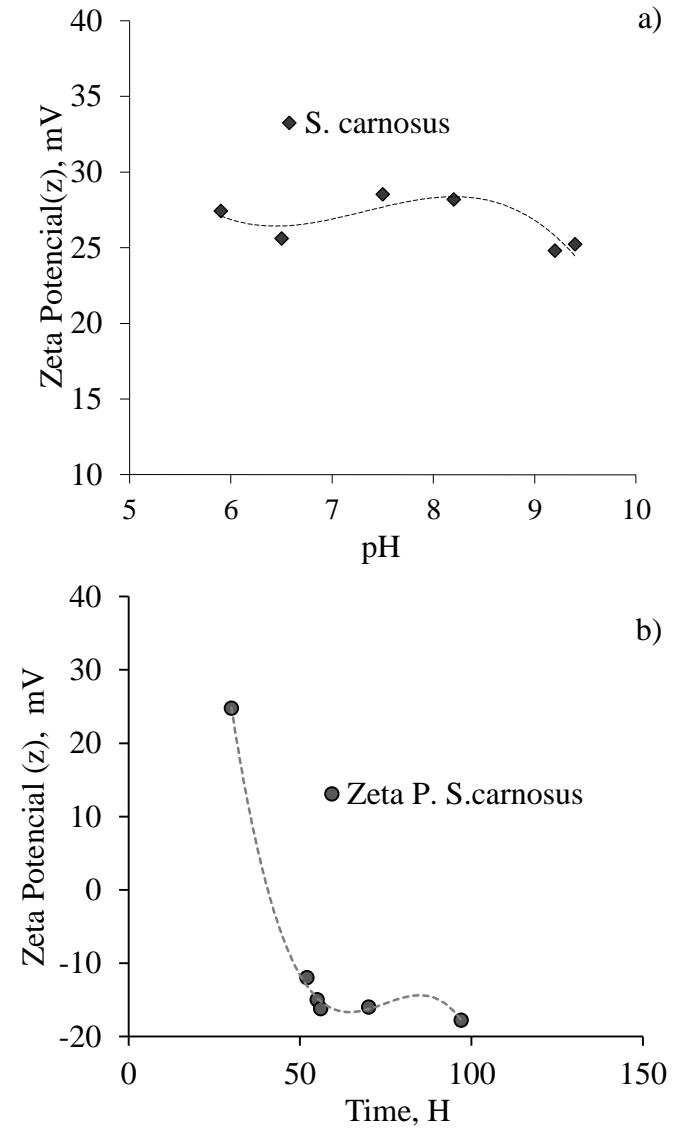 a)
40
35
30
25
20
15
10
Zeta Potencial(z), mV
S. carnosus
5 6 7 8 9 10
pH
b)
40
30
20
10
0
-10
-20
Zeta Potencial (z), mV
Zeta P. S.carnosus
0 50 100 150
Time, H